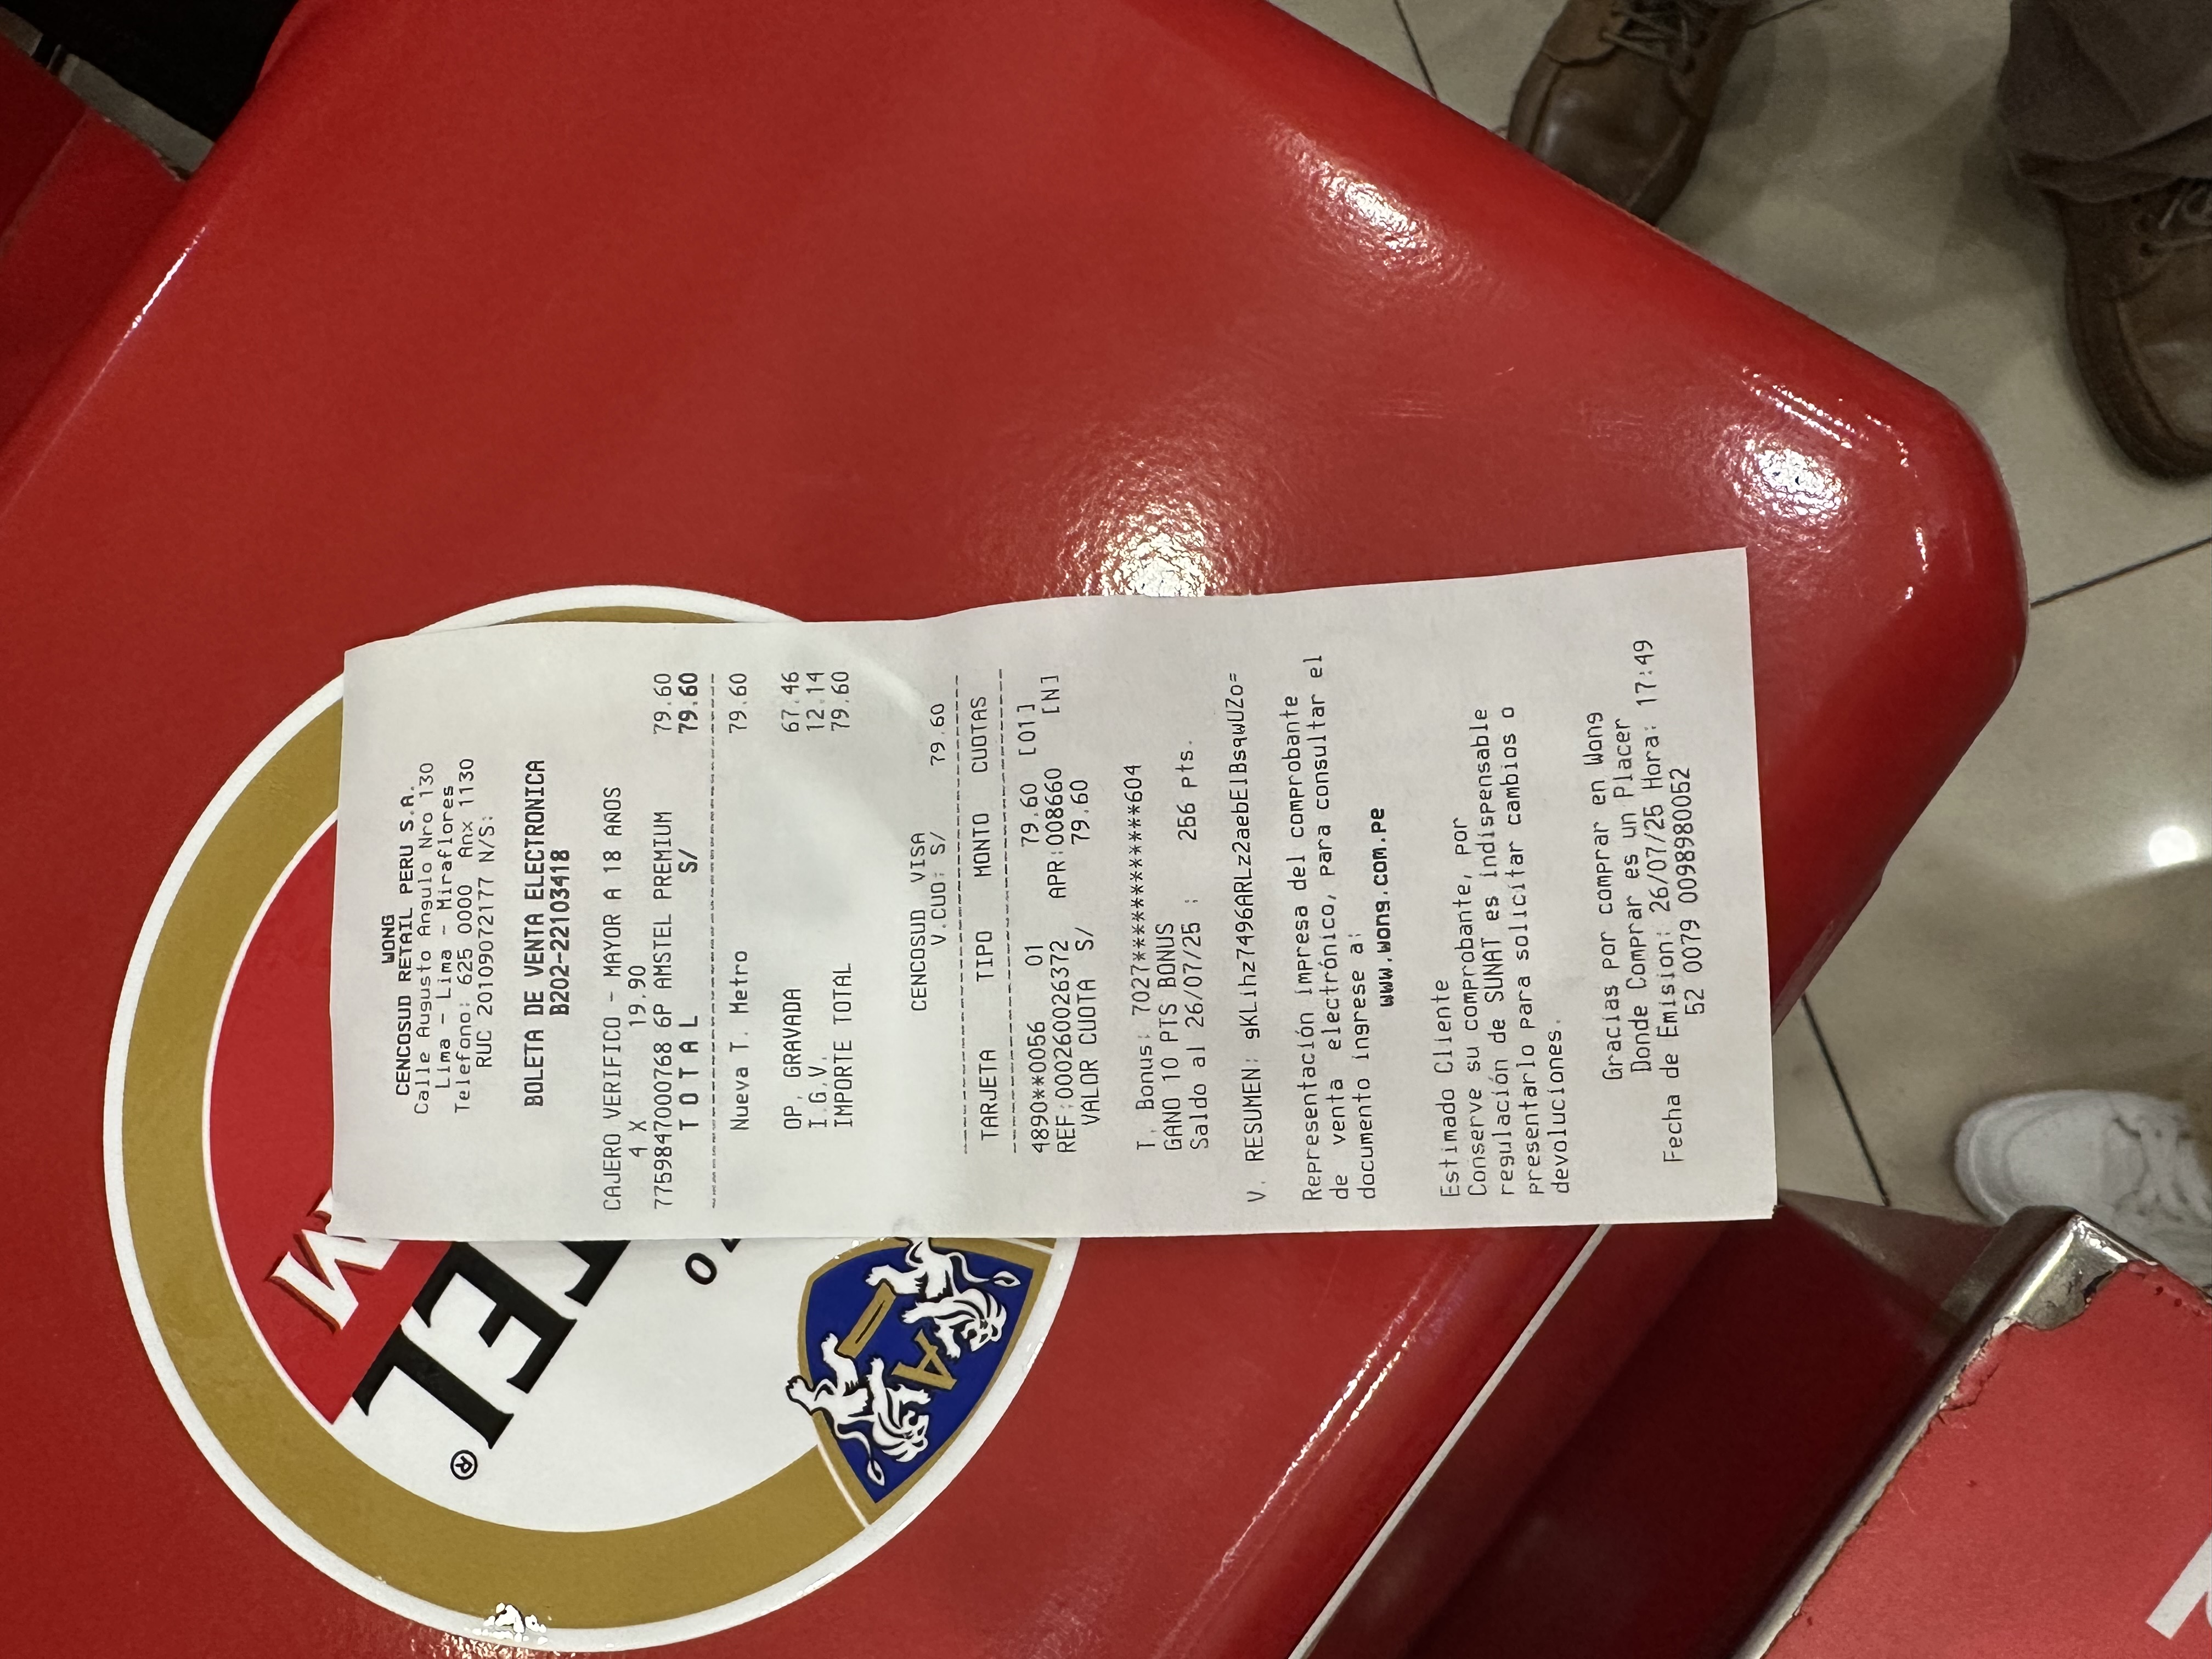 WONG
CENCOSUD RETAIL PERU S.A.
Calle Augusto Angulo Nro 130
Lima - Lima - Miraflores
Telefono: 625 0000 Anx 1130
RUC 20109072177 N/S:
BOLETA DE VENTA ELECTRONICA
B202-22103418
CAJERO VERIFICO - MAYOR A 18 AÑOS
4 X 19.90
7759847000768 6P AMSTEL PREMIUM 79.60
TOTAL S/ 79.60
Nueva T. Metro 79.60
OP. GRAVADA 67.46
I.G.V. 12.14
IMPORTE TOTAL 79.60
CENCOSUD VISA
V.CUO: S/ 79.60
TARJETA TIPO MONTO CUOTAS
4890**0056 01 79.60 [01]
REF:000260026372 APR:008660 [N]
VALOR CUOTA S/ 79.60
T. Bonus: 7027************604
GANO 10 PTS BONUS
Saldo al 26/07/25 : 256 pts.
V. RESUMEN: gKLihz7496ARLz2aebElBsqwUZo=
Representación impresa del comprobante
de venta electrónico, para consultar el
documento ingrese a:
www.wong.com.pe
Estimado Cliente
Conserve su comprobante, por
regulación de SUNAT es indispensable
presentarlo para solicitar cambios o
devoluciones.
Gracias por comprar en Wong
Donde Comprar es un Placer
Fecha de Emision: 26/07/25 Hora: 17:49
52 0079 0098980052